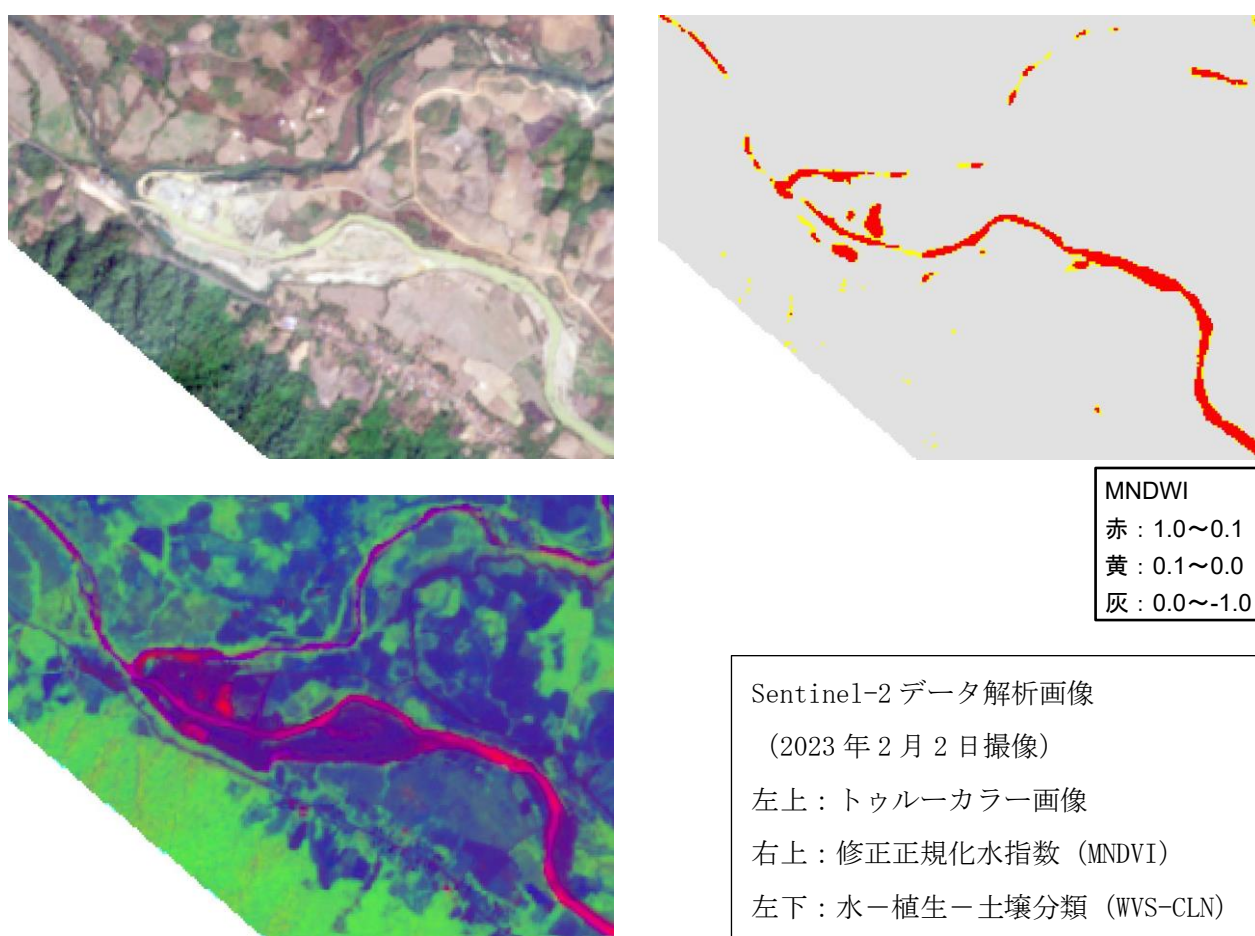 MNDWI
赤：1.0～0.1
黄：0.1～0.0
灰：0.0～-1.0
Sentinel-2 データ解析画像
（2023 年 2 月 2 日撮像）
左上：トゥルーカラー画像
右上：修正正規化水指数（MNDVI）
左下：水－植生－土壌分類（WVS-CLN）